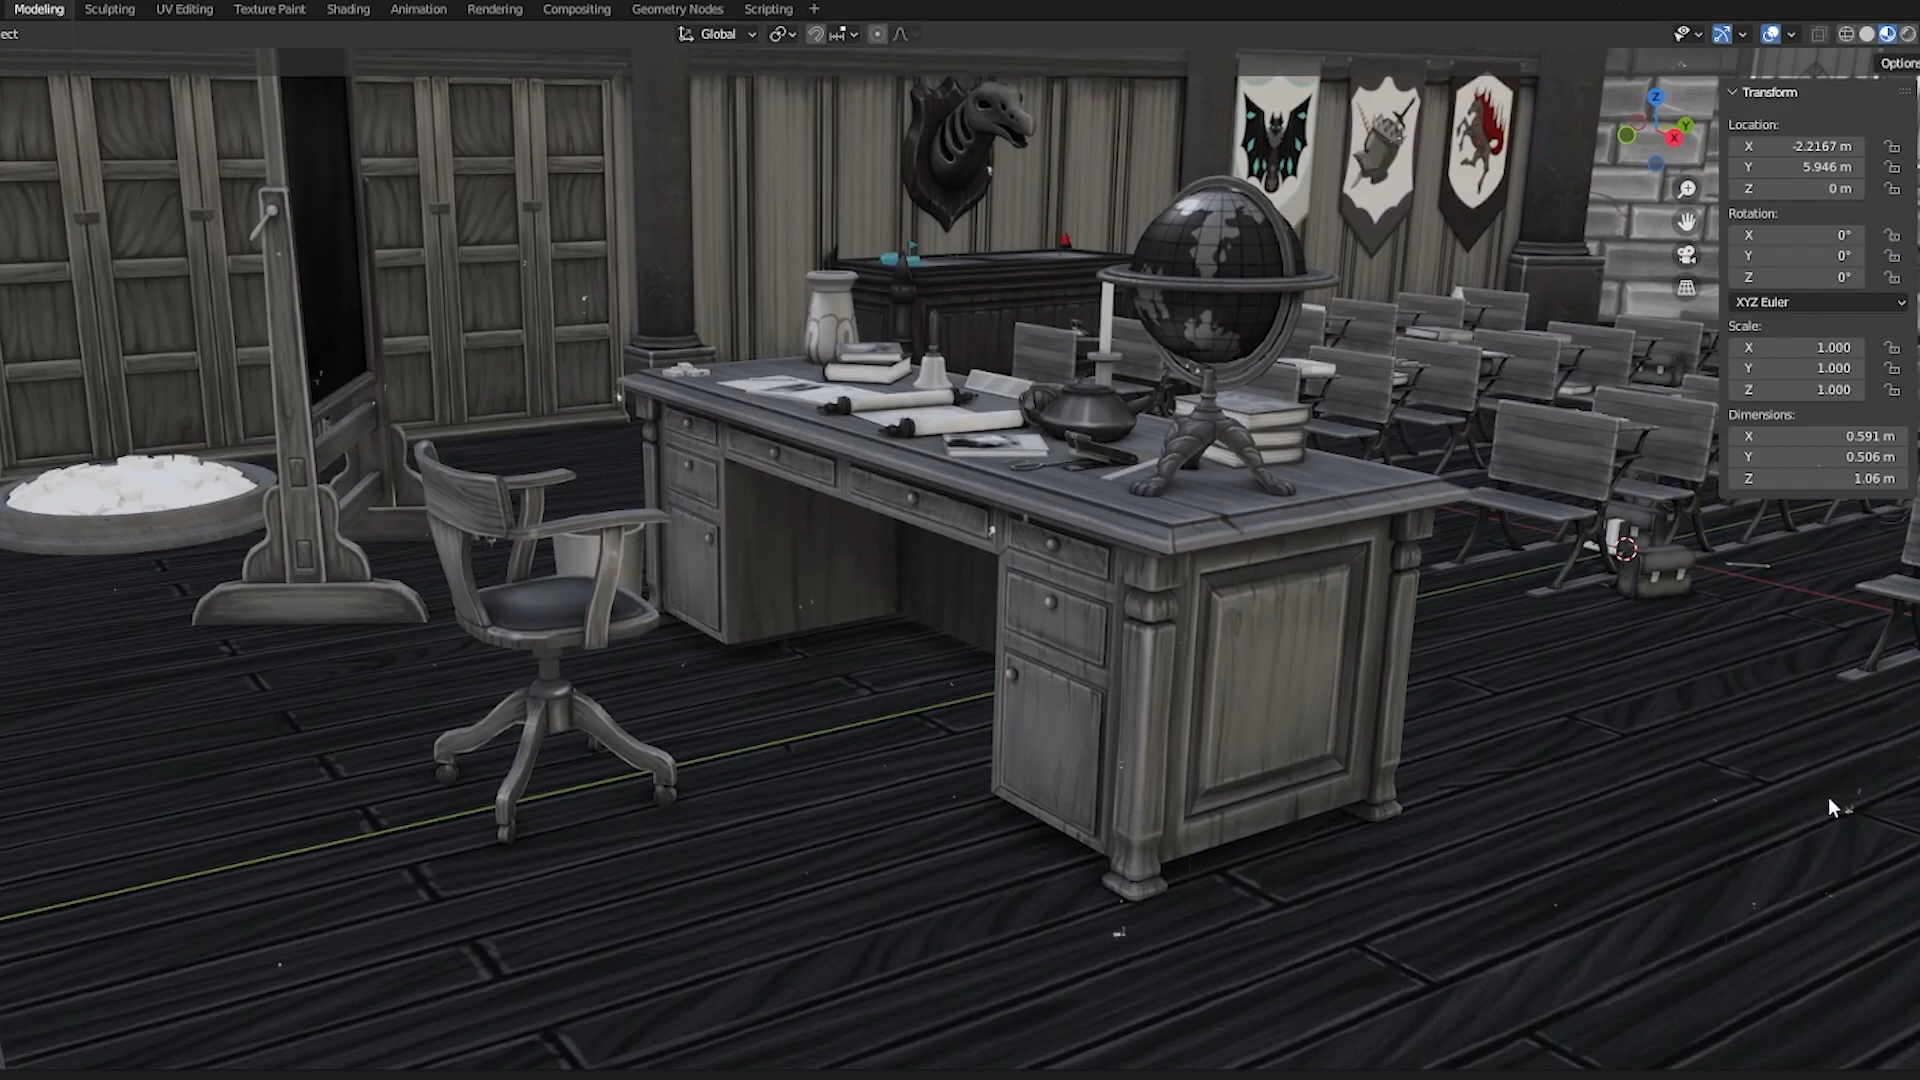 Modeling Sculpting UV Editing Texture Paint Shading Animation Rendering Compositing Geometry Nodes Scripting +
ect Global
Options
Transform
Location:
X -2.2167 m
Y 5.946 m
Z 0 m
Rotation:
X 0°
Y 0°
Z 0°
XYZ Euler
Scale:
X 1.000
Y 1.000
Z 1.000
Dimensions:
X 0.591 m
Y 0.506 m
Z 1.06 m
Z
Y
X